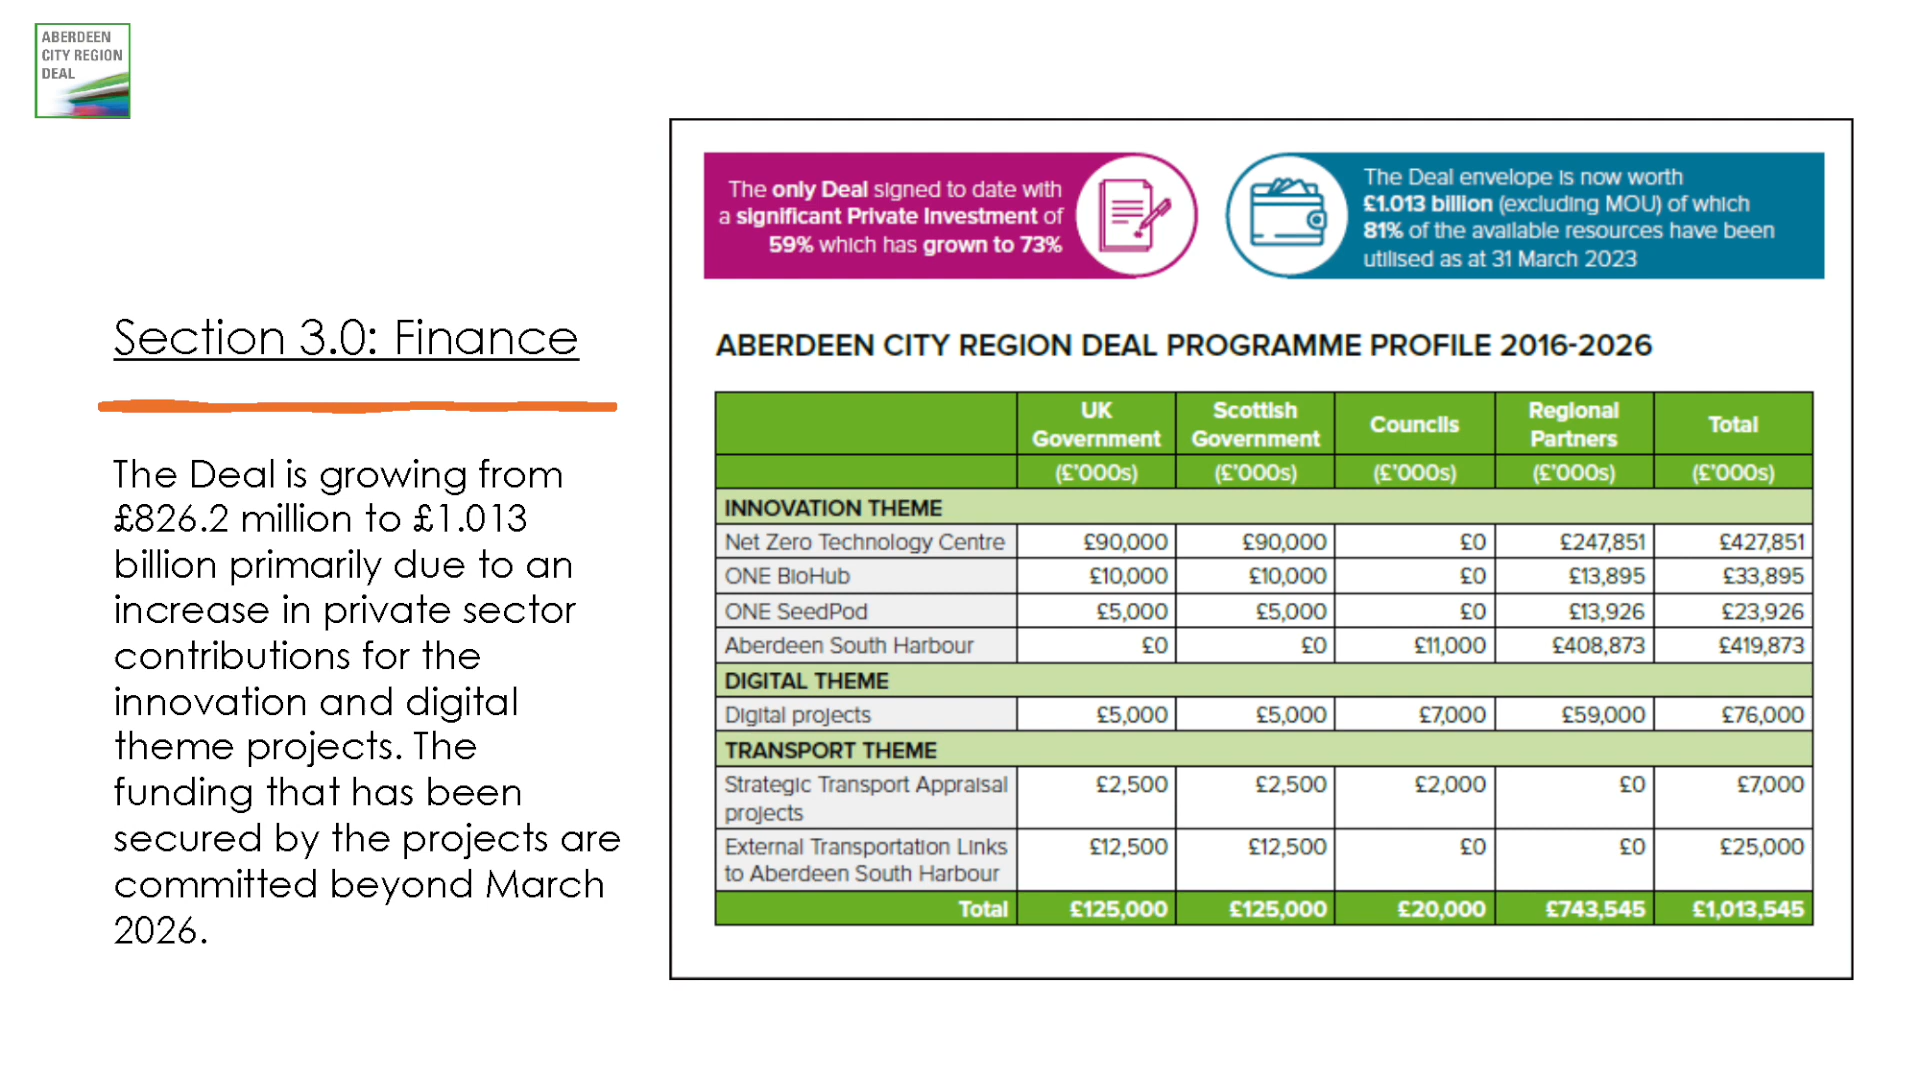 ABERDEEN
CITY REGION
DEAL
Section 3.0: Finance
The Deal is growing from
£826.2 million to £1.013
billion primarily due to an
increase in private sector
contributions for the
innovation and digital
theme projects. The
funding that has been
secured by the projects are
committed beyond March
2026.
The only Deal signed to date with
a significant Private Investment of
59% which has grown to 73%
The Deal envelope is now worth
£1.013 billion (excluding MOU) of which
81% of the available resources have been
utilised as at 31 March 2023
ABERDEEN CITY REGION DEAL PROGRAMME PROFILE 2016-2026
UK Government Scottish Government Councils Regional Partners Total
(£'000s) (£'000s) (£'000s) (£'000s) (£'000s)
INNOVATION THEME
Net Zero Technology Centre £90,000 £90,000 £0 £247,851 £427,851
ONE BioHub £10,000 £10,000 £0 £13,895 £33,895
ONE SeedPod £5,000 £5,000 £0 £13,926 £23,926
Aberdeen South Harbour £0 £0 £11,000 £408,873 £419,873
DIGITAL THEME
Digital projects £5,000 £5,000 £7,000 £59,000 £76,000
TRANSPORT THEME
Strategic Transport Appraisal £2,500 £2,500 £2,000 £0 £7,000
projects
External Transportation Links £12,500 £12,500 £0 £0 £25,000
to Aberdeen South Harbour
Total £125,000 £125,000 £20,000 £743,545 £1,013,545